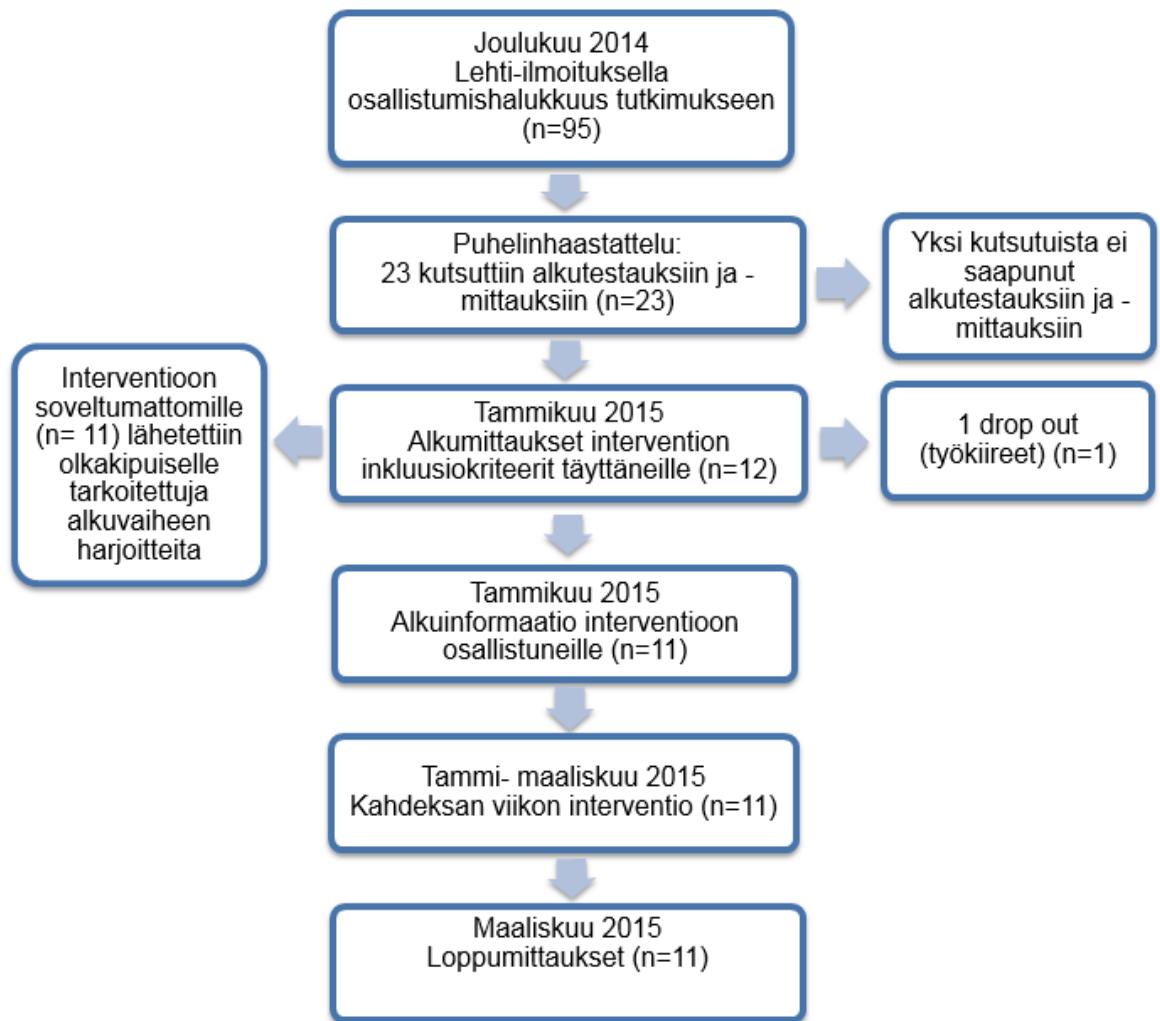 Joulukuu 2014
Lehti-ilmoituksella
osallistumishalukkuus tutkimukseen
(n=95)
Puhelinhaastattelu:
23 kutsuttiin alkutestauksiin ja -
mittauksiin (n=23)
Yksi kutsutuista ei
saapunut
alkutestauksiin ja -
mittauksiin
Interventioon
soveltumattomille
(n= 11) lähetettiin
olkakipuiselle
tarkoitettuja
alkuvaiheen
harjoitteita
Tammikuu 2015
Alkumittaukset intervention
inkluusiokriteerit täyttäneille (n=12)
1 drop out
(työkiireet) (n=1)
Tammikuu 2015
Alkuinformaatio interventioon
osallistuneille (n=11)
Tammi- maaliskuu 2015
Kahdeksan viikon interventio (n=11)
Maaliskuu 2015
Loppumittaukset (n=11)